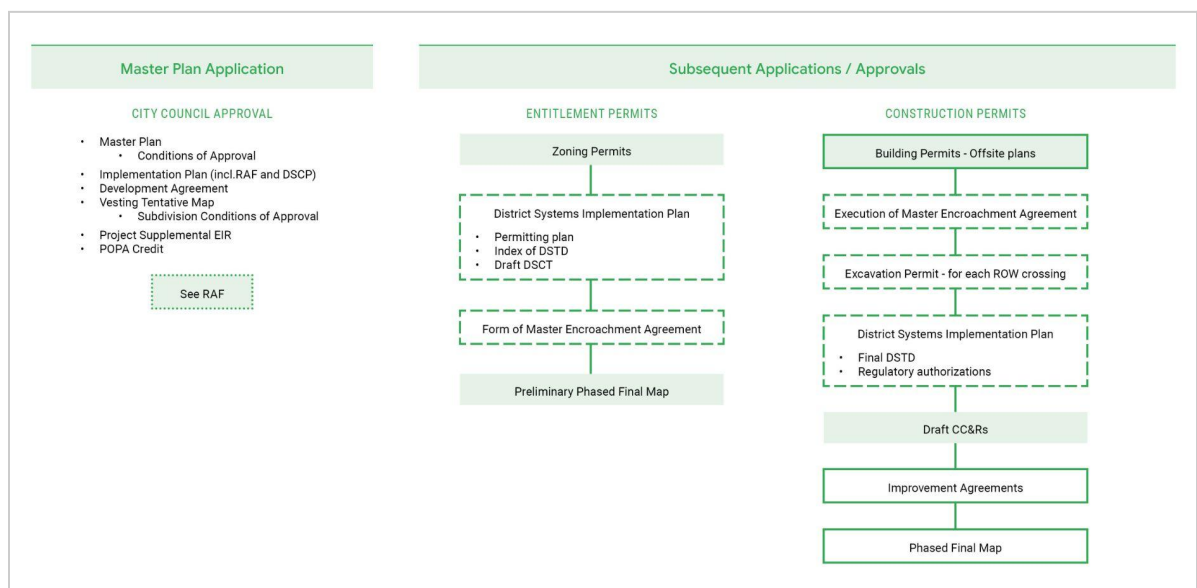 Master Plan Application
CITY COUNCIL APPROVAL
• Master Plan
• Conditions of Approval
• Implementation Plan (incl.RAF and DSCP)
• Development Agreement
• Vesting Tentative Map
• Subdivision Conditions of Approval
• Project Supplemental EIR
• POPA Credit
See RAF
Subsequent Applications / Approvals
ENTITLEMENT PERMITS
Zoning Permits
District Systems Implementation Plan
• Permitting plan
• Index of DSTD
• Draft DSCT
Form of Master Encroachment Agreement
Preliminary Phased Final Map
CONSTRUCTION PERMITS
Building Permits - Offsite plans
Execution of Master Encroachment Agreement
Excavation Permit - for each ROW crossing
District Systems Implementation Plan
• Final DSTD
• Regulatory authorizations
Draft CC&Rs
Improvement Agreements
Phased Final Map